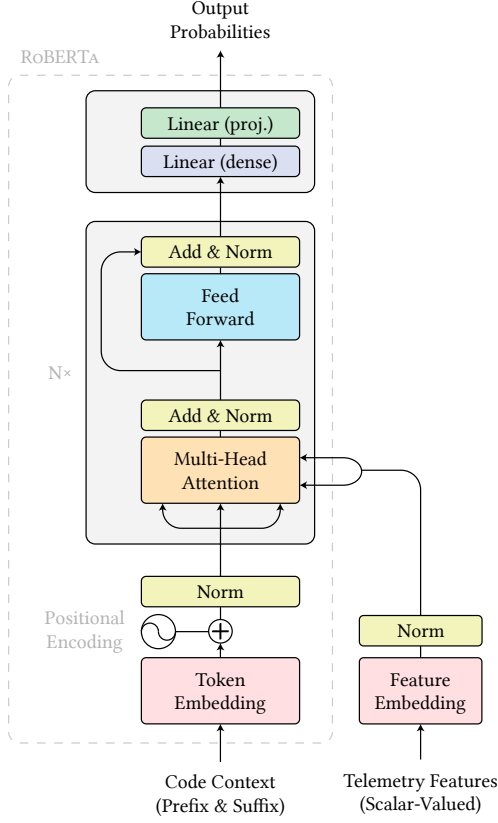 Output
Probabilities
RoBERTa
Linear (proj.)
Linear (dense)
Add & Norm
Feed
Forward
N×
Add & Norm
Multi-Head
Attention
Norm
Positional
Encoding
Token
Embedding
Norm
Feature
Embedding
Code Context
(Prefix & Suffix)
Telemetry Features
(Scalar-Valued)